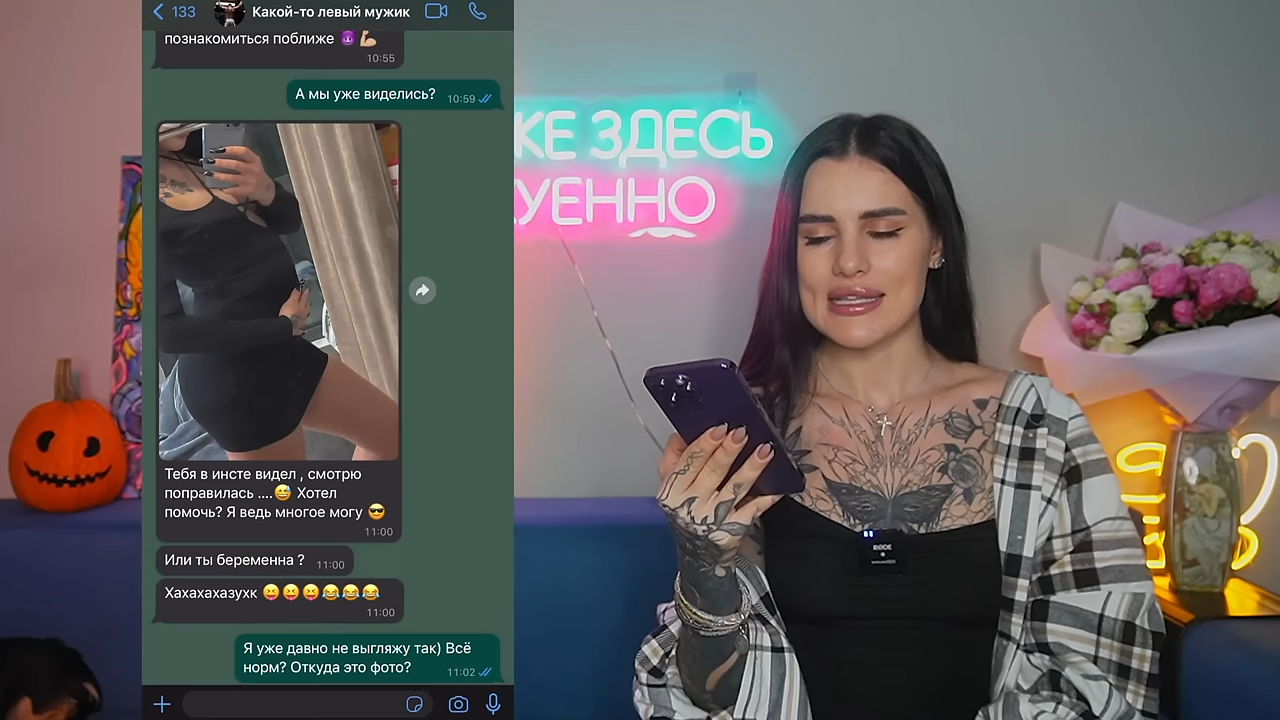 133
Какой-то левый мужик
познакомиться поближе 😈 💪🏼
10:55
А мы уже виделись? 10:59
Тебя в инсте видел , смотрю
поправилась ....😅 Хотел
помочь? Я ведь многое могу 😎
11:00
Или ты беременна ? 11:00
Хахахахазухк 😝😝😝😂😂😂
11:00
Я уже давно не выгляжу так) Всё
норм? Откуда это фото? 11:02
КЕ ЗДЕСЬ
УЕННО
RØDE